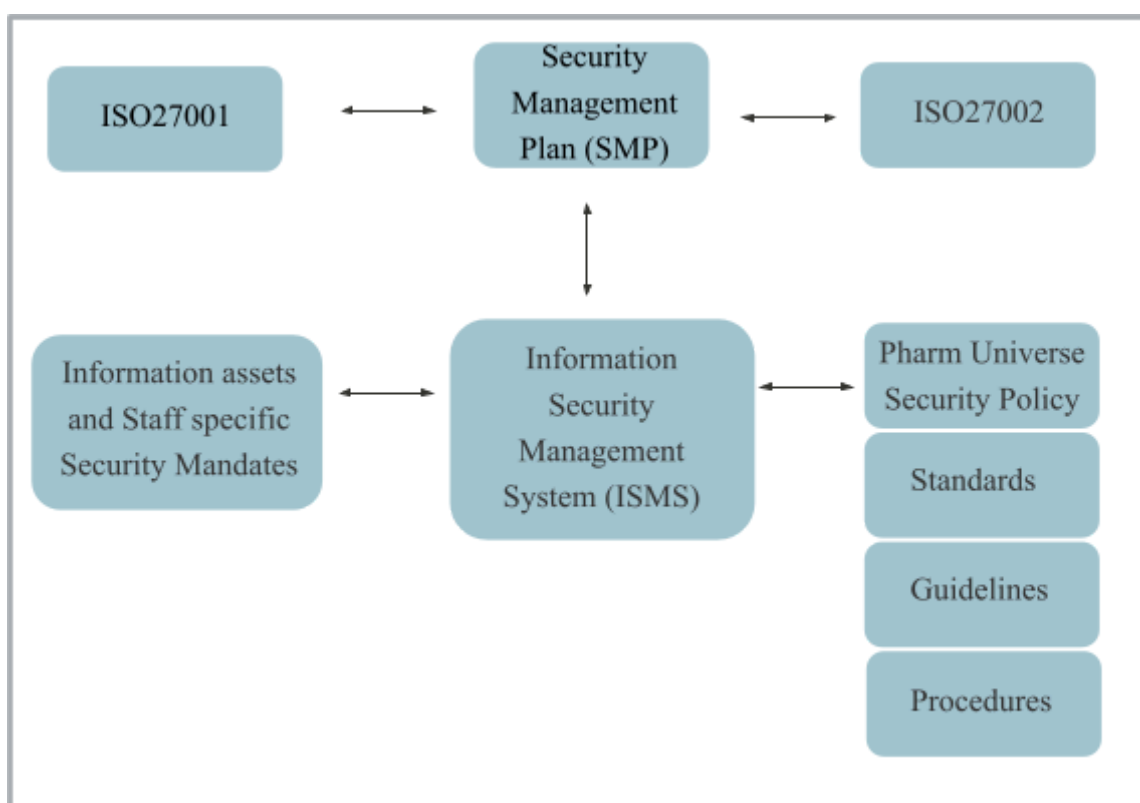 ISO27001
Security
Management
Plan (SMP)
ISO27002
Information assets
and Staff specific
Security Mandates
Information
Security
Management
System (ISMS)
Pharm Universe
Security Policy
Standards
Guidelines
Procedures